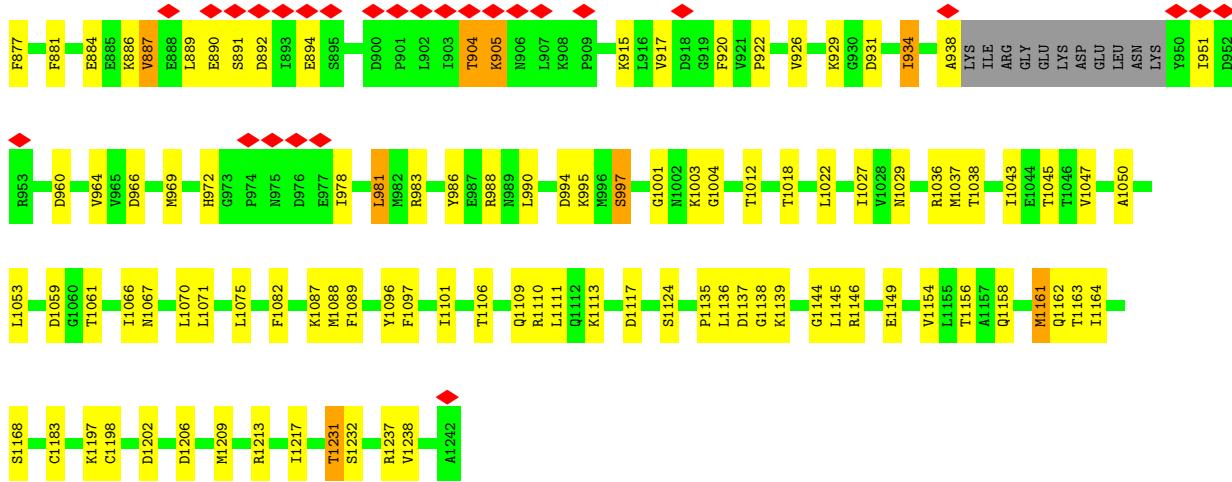 F877 F881 E884 E885 K886 V887 E888 L889 E890 S891 D892 I893 E894 S895 D900 P901 L902 I903 T904 K905 N906 L907 K908 P909 K915 L916 V917 D918 G919 F920 V921 P922 V926 K929 G930 D931 I934 A938 LYS ILE ARG GLY GLU LYS ASP GLU LEU ASN LYS Y950 I951 D952
R953 D960 V964 V965 D966 M969 H972 G973 P974 N975 D976 E977 I978 L981 M982 R983 Y986 E987 R988 N989 L990 D994 K995 M996 S997 G1001 N1002 K1003 G1004 T1012 T1018 L1022 I1027 V1028 N1029 R1036 M1037 T1038 I1043 E1044 T1045 T1046 V1047 A1050
L1053 D1059 G1060 T1061 I1066 N1067 L1070 L1071 L1075 F1082 K1087 M1088 F1089 Y1096 F1097 I1101 T1106 Q1109 R1110 L1111 Q1112 K1113 D1117 S1124 P1135 L1136 D1137 G1138 K1139 G1144 L1145 R1146 E1149 V1154 L1155 T1156 A1157 Q1158 M1161 Q1162 T1163 I1164
S1168 C1183 K1197 C1198 D1202 D1206 M1209 R1213 I1217 T1231 S1232 R1237 V1238 A1242